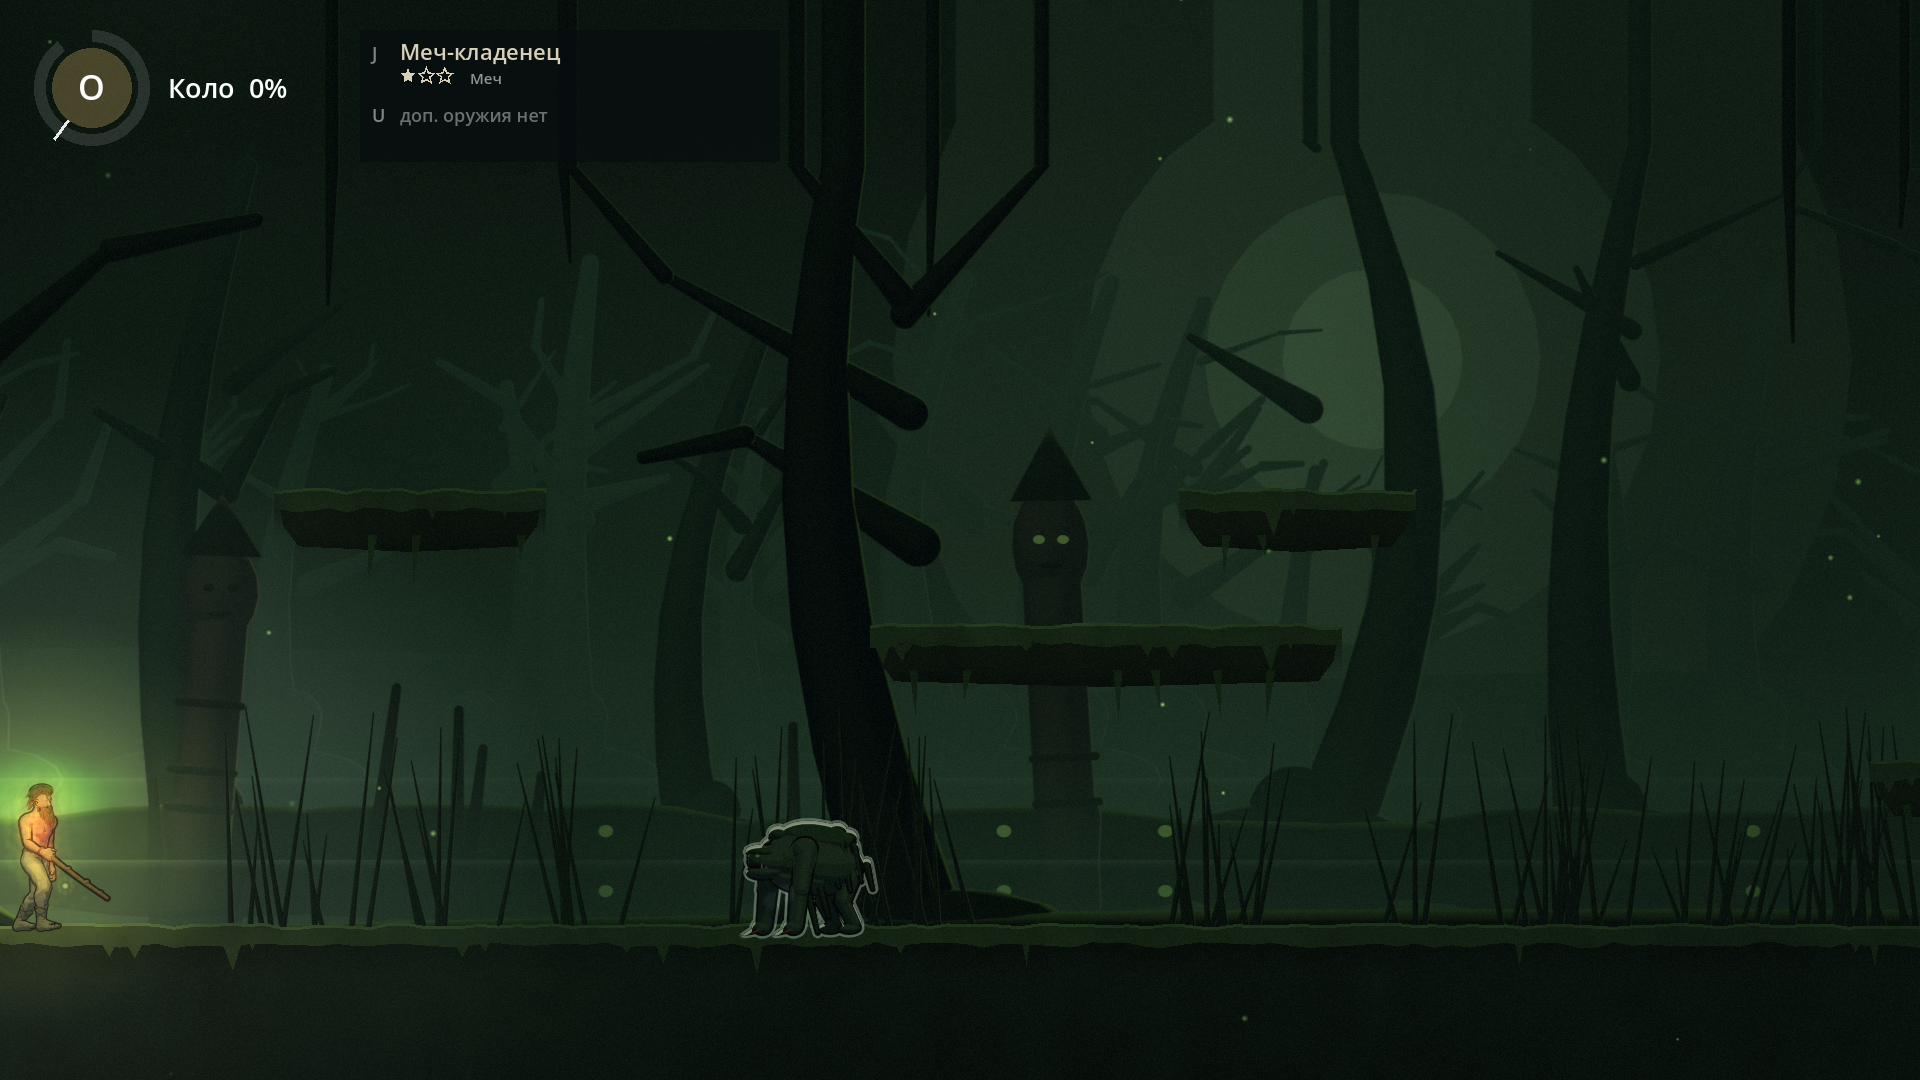 О
Коло 0%
J Меч-кладенец
Меч
U доп. оружия нет